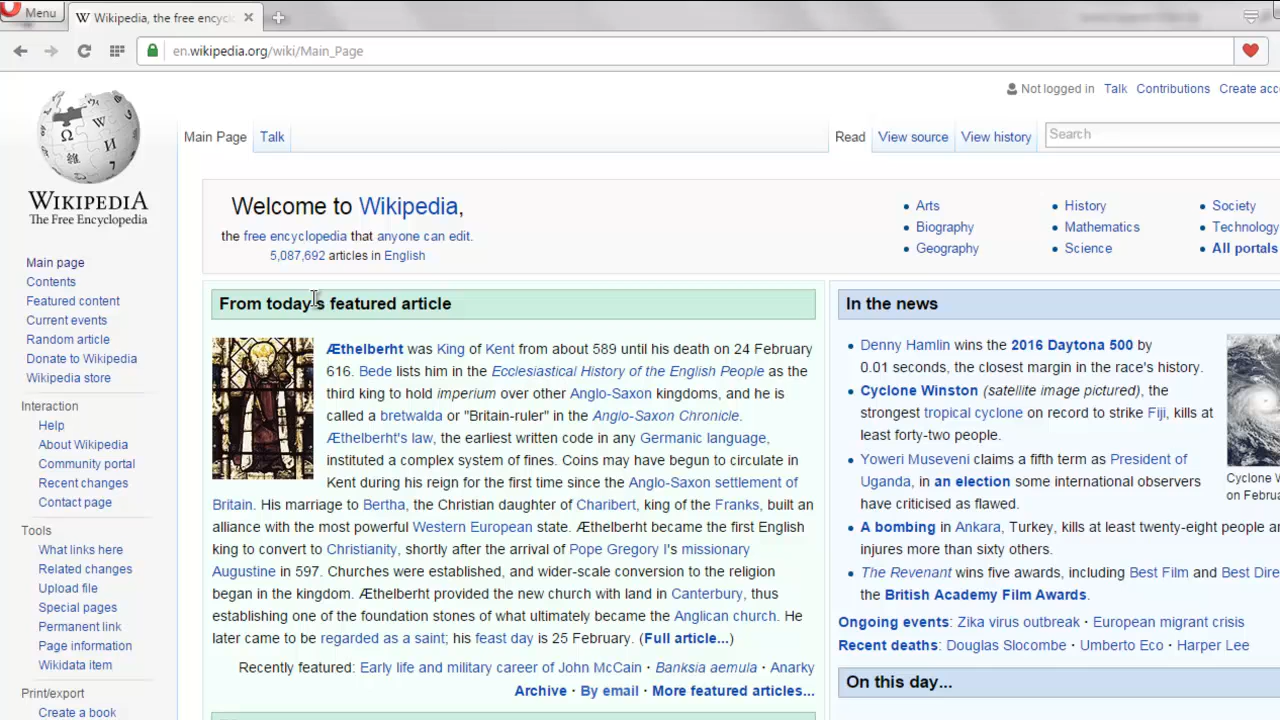 Menu
Wikipedia, the free encycl
en.wikipedia.org/wiki/Main_Page
Not logged in Talk Contributions Create acc
Main Page Talk Read View source View history Search
WIKIPEDIA
The Free Encyclopedia
Main page
Contents
Featured content
Current events
Random article
Donate to Wikipedia
Wikipedia store
Interaction
Help
About Wikipedia
Community portal
Recent changes
Contact page
Tools
What links here
Related changes
Upload file
Special pages
Permanent link
Page information
Wikidata item
Print/export
Create a book
Welcome to Wikipedia,
the free encyclopedia that anyone can edit.
5,087,692 articles in English
Arts
Biography
Geography
History
Mathematics
Science
Society
Technology
All portals
From today's featured article
Æthelberht was King of Kent from about 589 until his death on 24 February
616. Bede lists him in the Ecclesiastical History of the English People as the
third king to hold imperium over other Anglo-Saxon kingdoms, and he is
called a bretwalda or "Britain-ruler" in the Anglo-Saxon Chronicle.
Æthelberht's law, the earliest written code in any Germanic language,
instituted a complex system of fines. Coins may have begun to circulate in
Kent during his reign for the first time since the Anglo-Saxon settlement of
Britain. His marriage to Bertha, the Christian daughter of Charibert, king of the Franks, built an
alliance with the most powerful Western European state. Æthelberht became the first English
king to convert to Christianity, shortly after the arrival of Pope Gregory I's missionary
Augustine in 597. Churches were established, and wider-scale conversion to the religion
began in the kingdom. Æthelberht provided the new church with land in Canterbury, thus
establishing one of the foundation stones of what ultimately became the Anglican church. He
later came to be regarded as a saint; his feast day is 25 February. (Full article...)
Recently featured: Early life and military career of John McCain · Banksia aemula · Anarky
Archive · By email · More featured articles...
In the news
Denny Hamlin wins the 2016 Daytona 500 by
0.01 seconds, the closest margin in the race's history.
Cyclone Winston (satellite image pictured), the
strongest tropical cyclone on record to strike Fiji, kills at
least forty-two people.
Yoweri Museveni claims a fifth term as President of
Uganda, in an election some international observers
have criticised as flawed.
A bombing in Ankara, Turkey, kills at least twenty-eight people a
injures more than sixty others.
The Revenant wins five awards, including Best Film and Best Dire
the British Academy Film Awards.
Cyclone W
on Februa
Ongoing events: Zika virus outbreak · European migrant crisis
Recent deaths: Douglas Slocombe · Umberto Eco · Harper Lee
On this day...